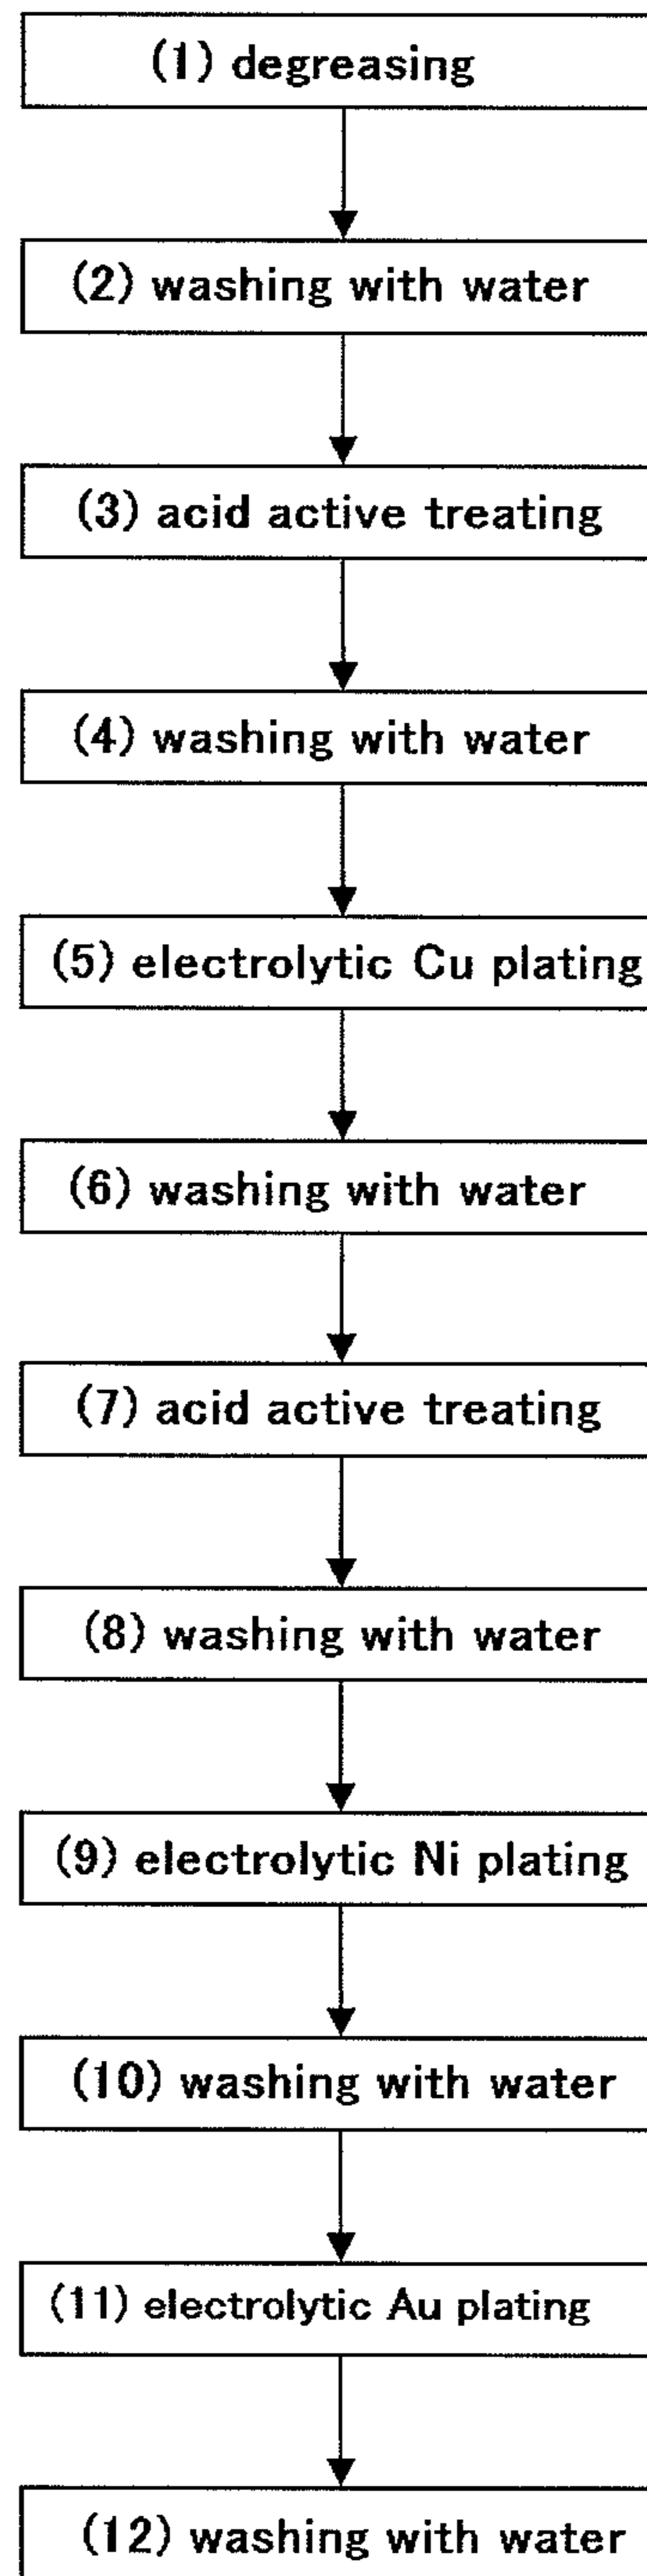 (1) degreasing
(2) washing with water
(3) acid active treating
(4) washing with water
(5) electrolytic Cu plating
(6) washing with water
(7) acid active treating
(8) washing with water
(9) electrolytic Ni plating
(10) washing with water
(11) electrolytic Au plating
(12) washing with water